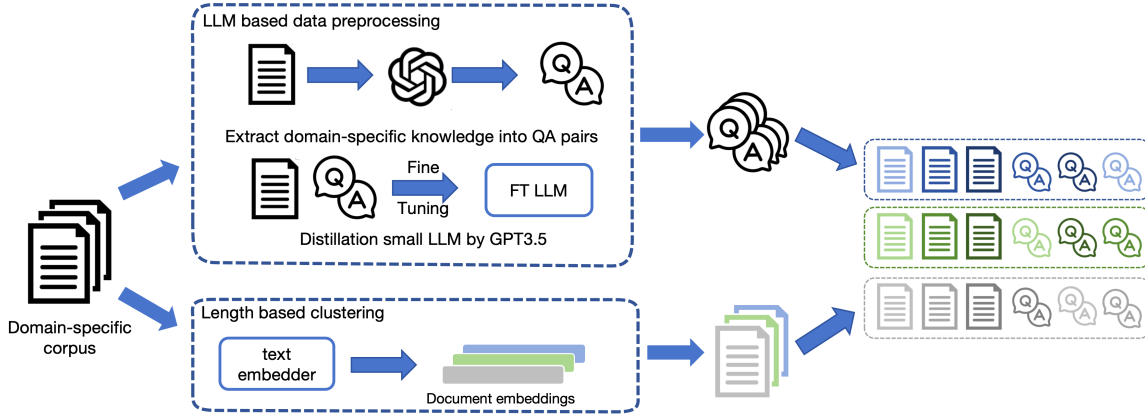 LLM based data preprocessing
Q
A
Extract domain-specific knowledge into QA pairs
Q
A
Fine
Tuning
FT LLM
Distillation small LLM by GPT3.5
Domain-specific
corpus
Length based clustering
text
embedder
Document embeddings
Q
A
Q A Q A Q A
Q A Q A Q A
Q A Q A Q A